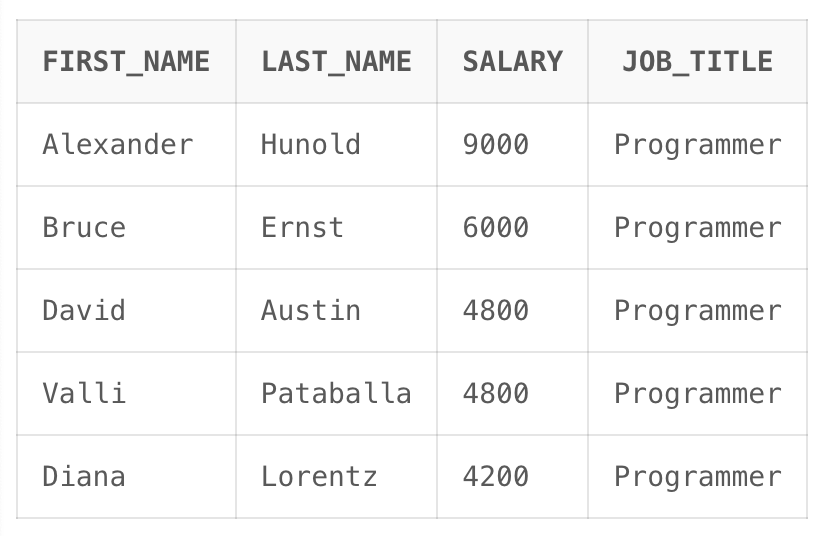 FIRST_NAME LAST_NAME SALARY JOB_TITLE
Alexander Hunold 9000 Programmer
Bruce Ernst 6000 Programmer
David Austin 4800 Programmer
Valli Pataballa 4800 Programmer
Diana Lorentz 4200 Programmer